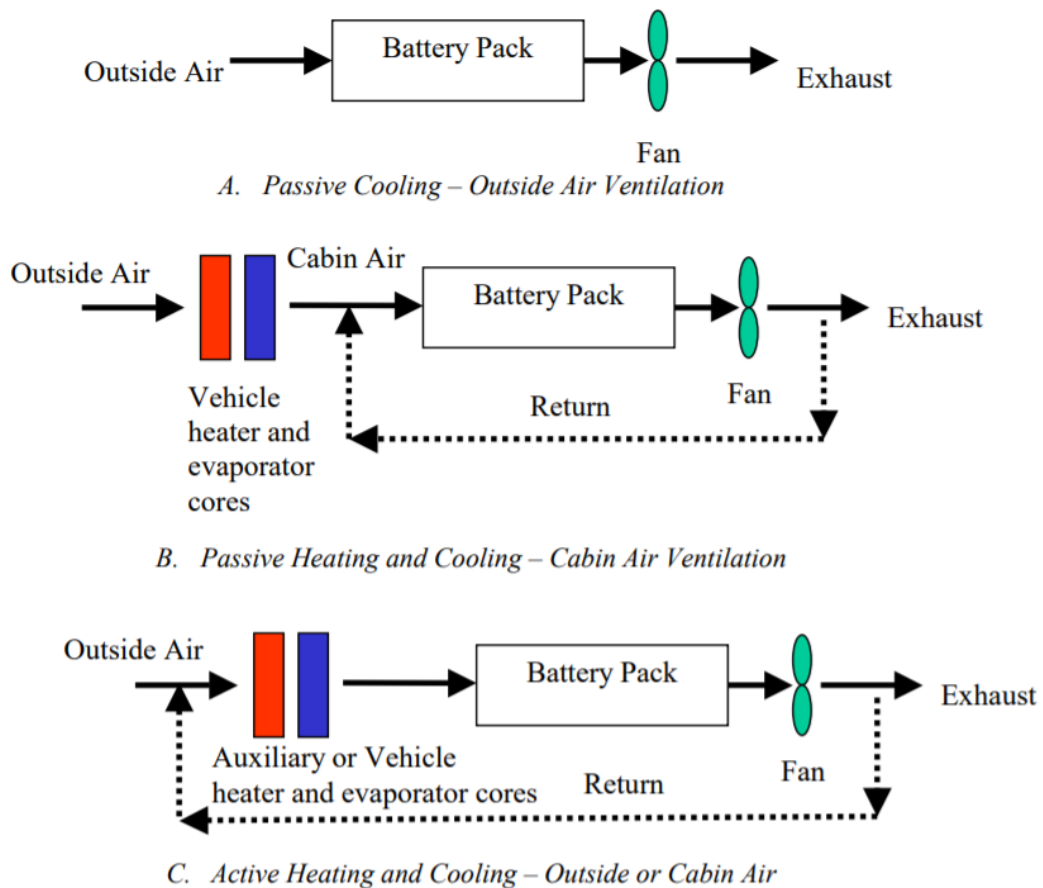 Battery Pack
Outside Air
Exhaust
Fan
A. Passive Cooling – Outside Air Ventilation
Cabin Air
Outside Air
Battery Pack
Exhaust
Vehicle
heater and
evaporator
cores
Fan
Return
B. Passive Heating and Cooling – Cabin Air Ventilation
Outside Air
Battery Pack
Exhaust
Auxiliary or Vehicle
heater and evaporator cores
Fan
Return
C. Active Heating and Cooling – Outside or Cabin Air